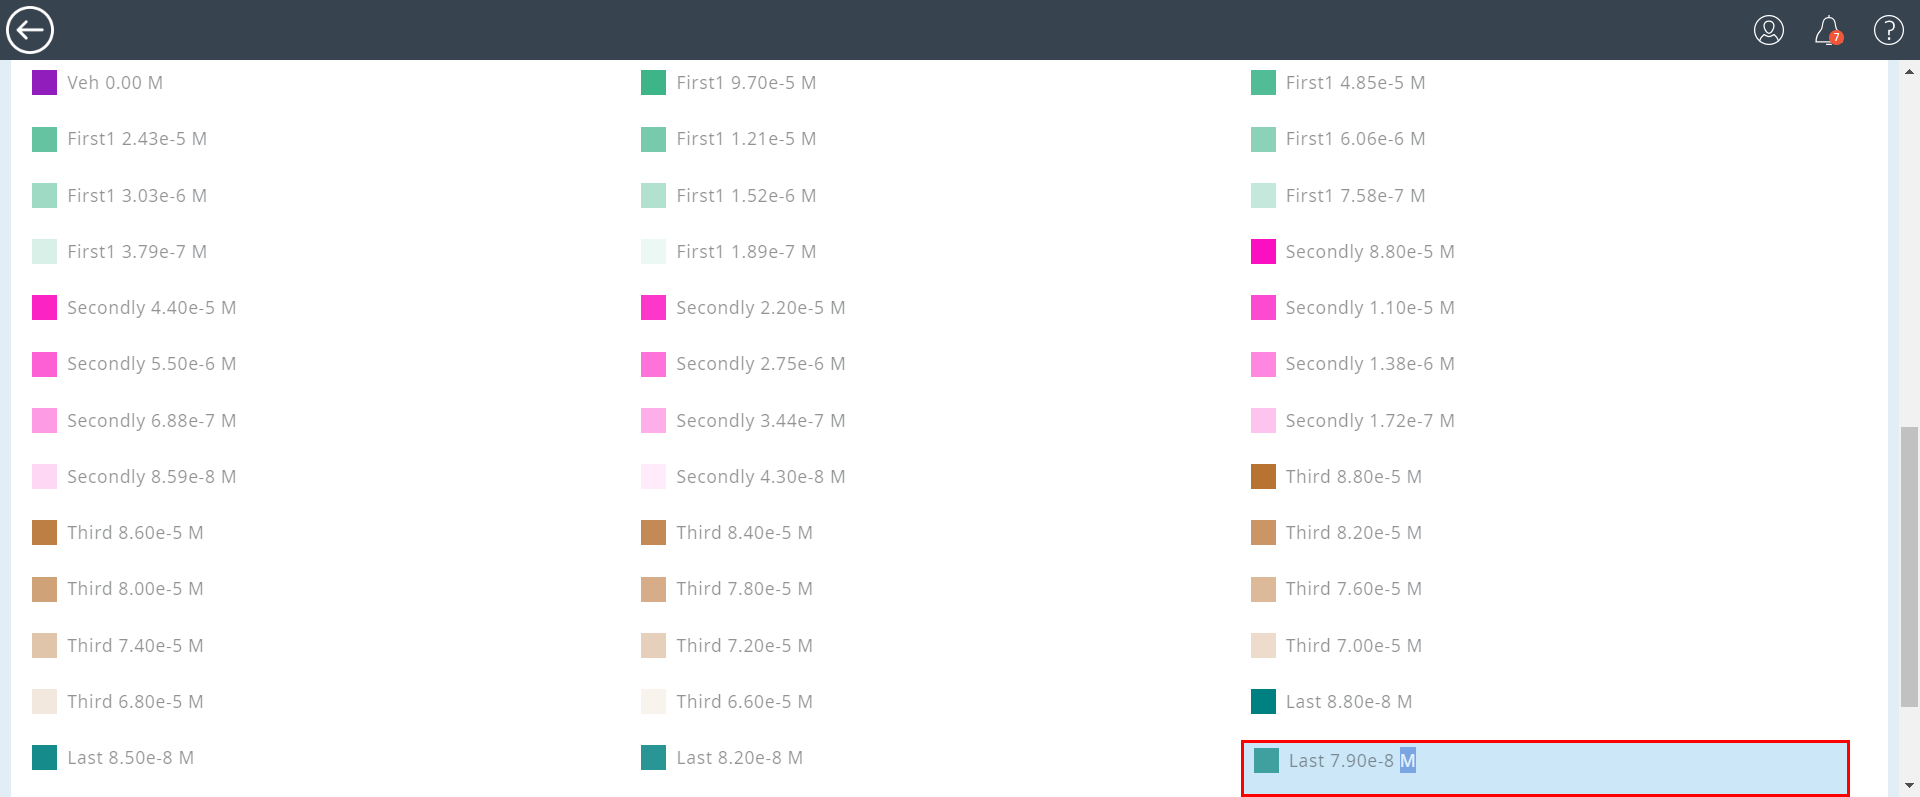 7
?
Veh 0.00 M
First1 9.70e-5 M
First1 4.85e-5 M
First1 2.43e-5 M
First1 1.21e-5 M
First1 6.06e-6 M
First1 3.03e-6 M
First1 1.52e-6 M
First1 7.58e-7 M
First1 3.79e-7 M
First1 1.89e-7 M
Secondly 8.80e-5 M
Secondly 4.40e-5 M
Secondly 2.20e-5 M
Secondly 1.10e-5 M
Secondly 5.50e-6 M
Secondly 2.75e-6 M
Secondly 1.38e-6 M
Secondly 6.88e-7 M
Secondly 3.44e-7 M
Secondly 1.72e-7 M
Secondly 8.59e-8 M
Secondly 4.30e-8 M
Third 8.80e-5 M
Third 8.60e-5 M
Third 8.40e-5 M
Third 8.20e-5 M
Third 8.00e-5 M
Third 7.80e-5 M
Third 7.60e-5 M
Third 7.40e-5 M
Third 7.20e-5 M
Third 7.00e-5 M
Third 6.80e-5 M
Third 6.60e-5 M
Last 8.80e-8 M
Last 8.50e-8 M
Last 8.20e-8 M
Last 7.90e-8 M